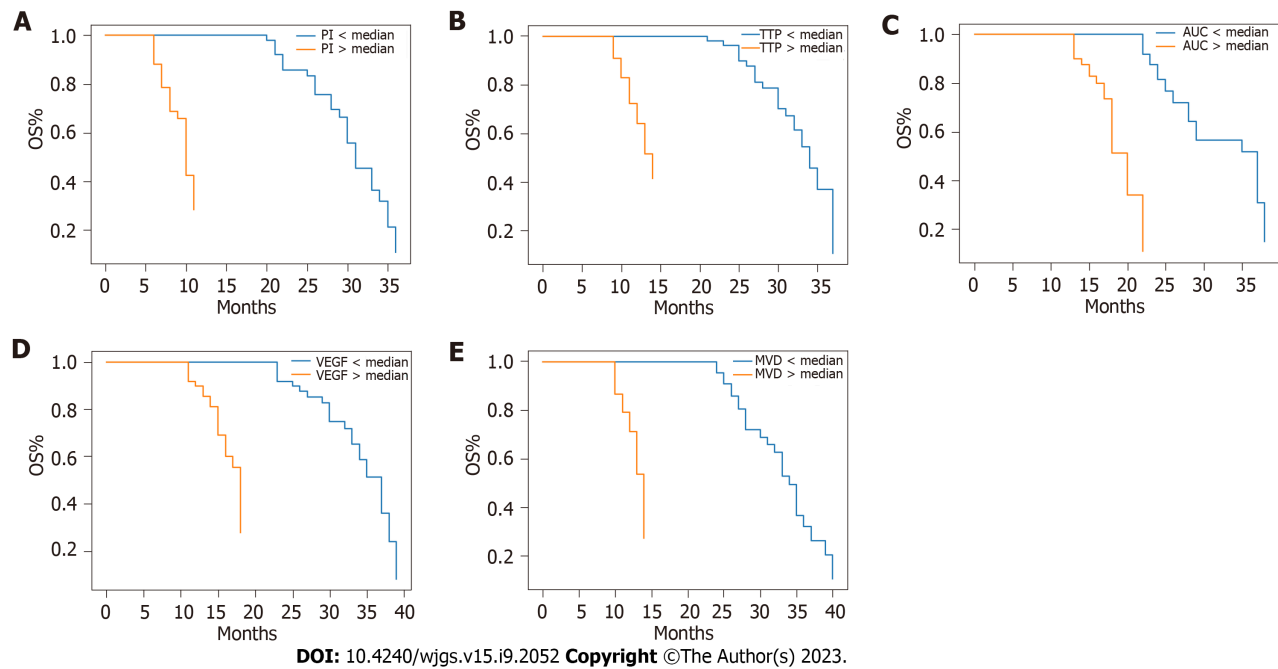 A
PI < median
PI > median
OS%
1.0
0.8
0.6
0.4
0.2
0 5 10 15 20 25 30 35
Months
B
TTP < median
TTP > median
OS%
1.0
0.8
0.6
0.4
0.2
0 5 10 15 20 25 30 35
Months
C
AUC < median
AUC > median
OS%
1.0
0.8
0.6
0.4
0.2
0 5 10 15 20 25 30 35
Months
D
VEGF < median
VEGF > median
OS%
1.0
0.8
0.6
0.4
0.2
0 5 10 15 20 25 30 35 40
Months
E
MVD < median
MVD > median
OS%
1.0
0.8
0.6
0.4
0.2
0 5 10 15 20 25 30 35 40
Months
DOI: 10.4240/wjgs.v15.i9.2052 Copyright ©The Author(s) 2023.